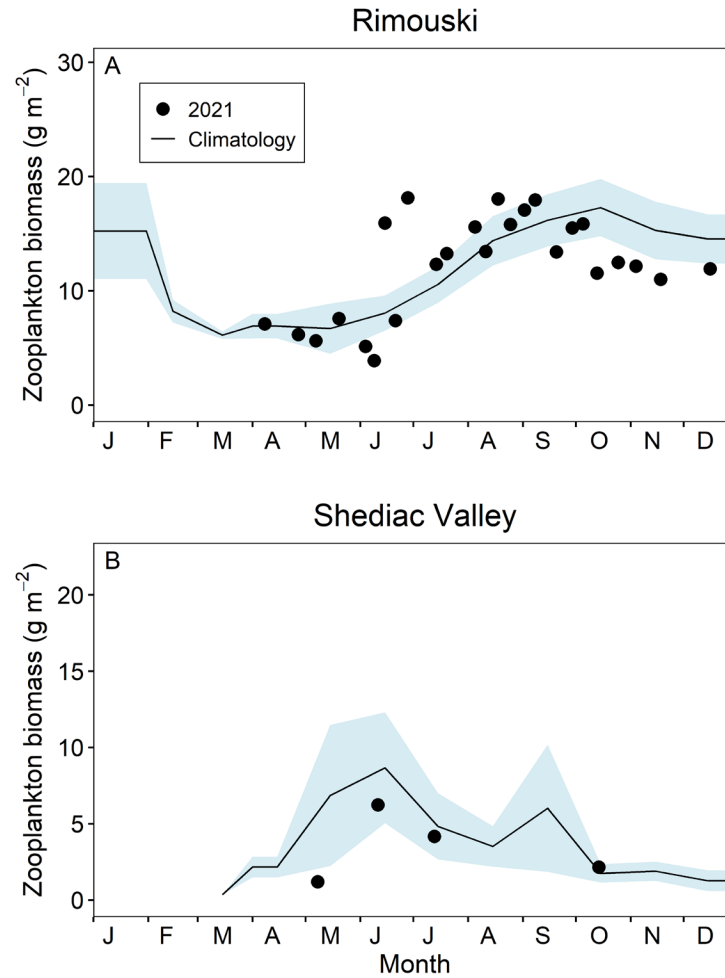 Rimouski
A
2021
Climatology
Zooplankton biomass (g m⁻²)
30
20
10
0
J F M A M J J A S O N D
Shediac Valley
B
Zooplankton biomass (g m⁻²)
20
15
10
5
0
J F M A M J J A S O N D
Month